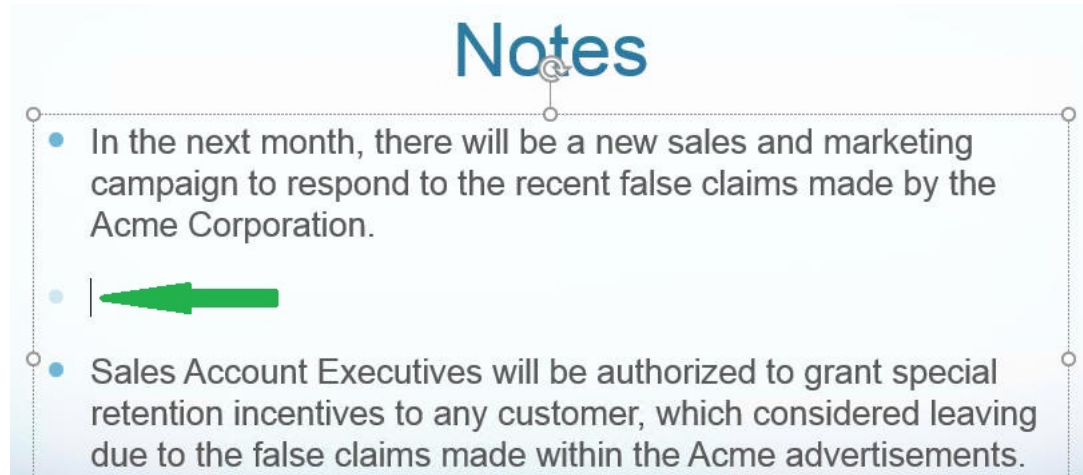 Notes
In the next month, there will be a new sales and marketing
campaign to respond to the recent false claims made by the
Acme Corporation.
Sales Account Executives will be authorized to grant special
retention incentives to any customer, which considered leaving
due to the false claims made within the Acme advertisements.